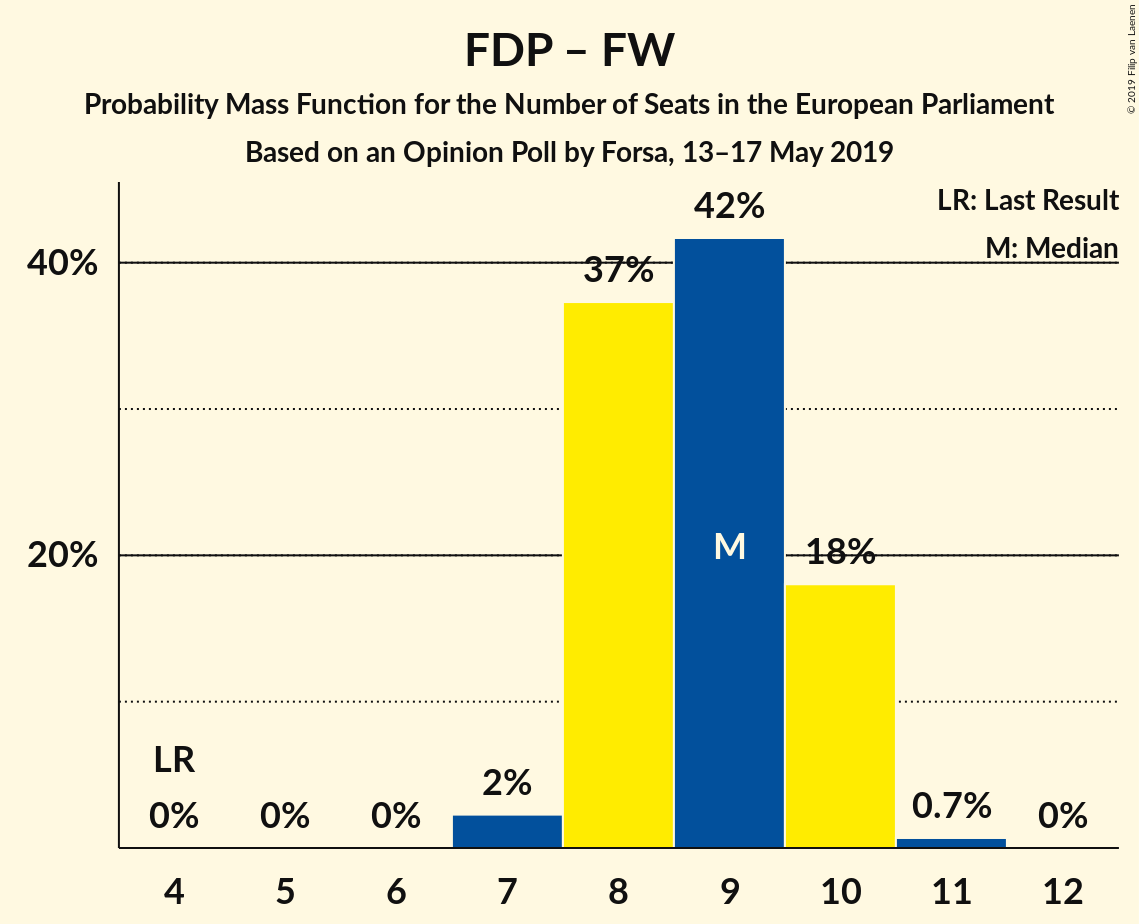 FDP – FW
Probability Mass Function for the Number of Seats in the European Parliament
Based on an Opinion Poll by Forsa, 13–17 May 2019
© 2019 Filip van Laenen
LR: Last Result
M: Median
40%
20%
LR
0%
0%
0%
2%
37%
42%
M
18%
0.7%
0%
4 5 6 7 8 9 10 11 12